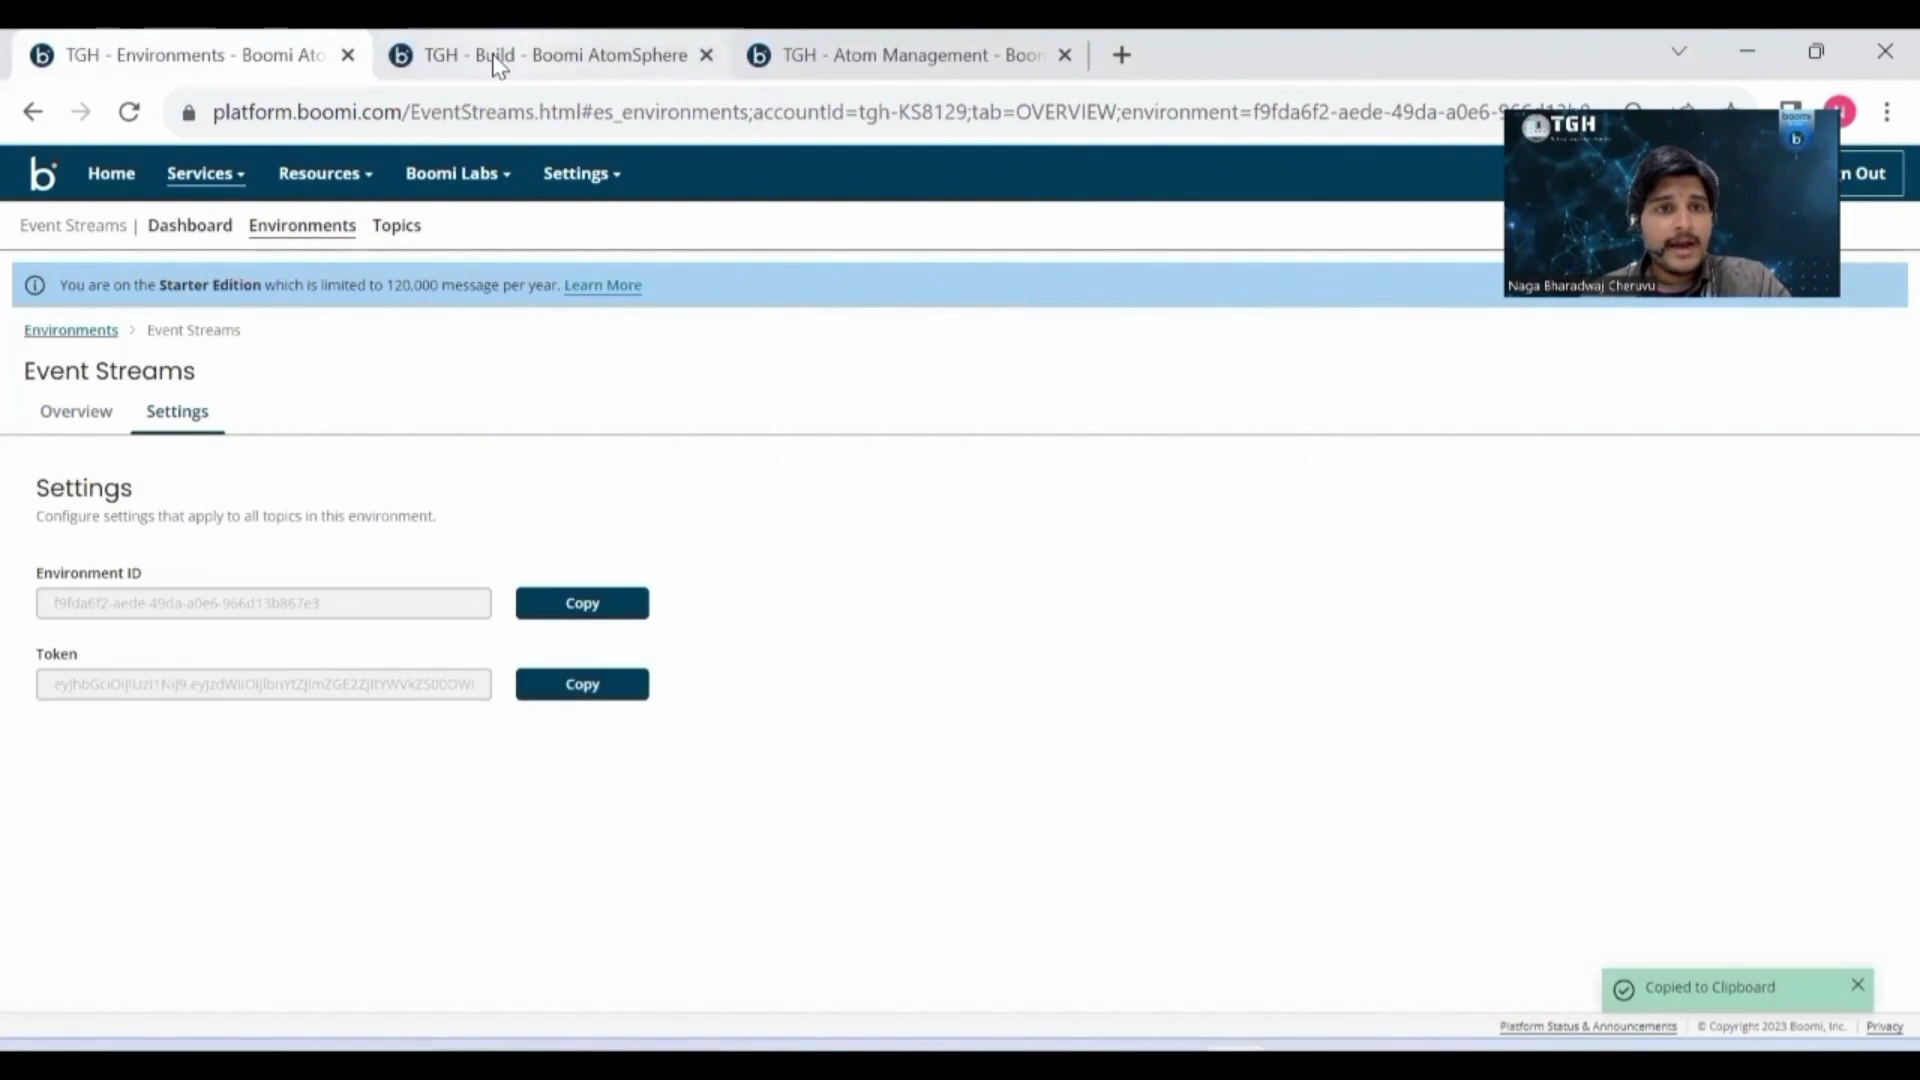 TGH - Environments - Boomi Ato
TGH - Build - Boomi AtomSphere
TGH - Atom Management - Boom
platform.boomi.com/EventStreams.html#es_environments;accountId=tgh-KS8129;tab=OVERVIEW;environment=f9fda6f2-aede-49da-a0e6-966d13b8
TGH
boomi
Home
Services
Resources
Boomi Labs
Settings
n Out
Naga Bharadwaj Cheruvu
Event Streams | Dashboard Environments Topics
You are on the Starter Edition which is limited to 120,000 message per year. Learn More
Environments > Event Streams
Event Streams
Overview Settings
Settings
Configure settings that apply to all topics in this environment.
Environment ID
f9fda6f2-aede-49da-a0e6-966d13b867e3
Copy
Token
Copy
Copied to Clipboard
Platform Status & Announcements
© Copyright 2023 Boomi, Inc.
Privacy